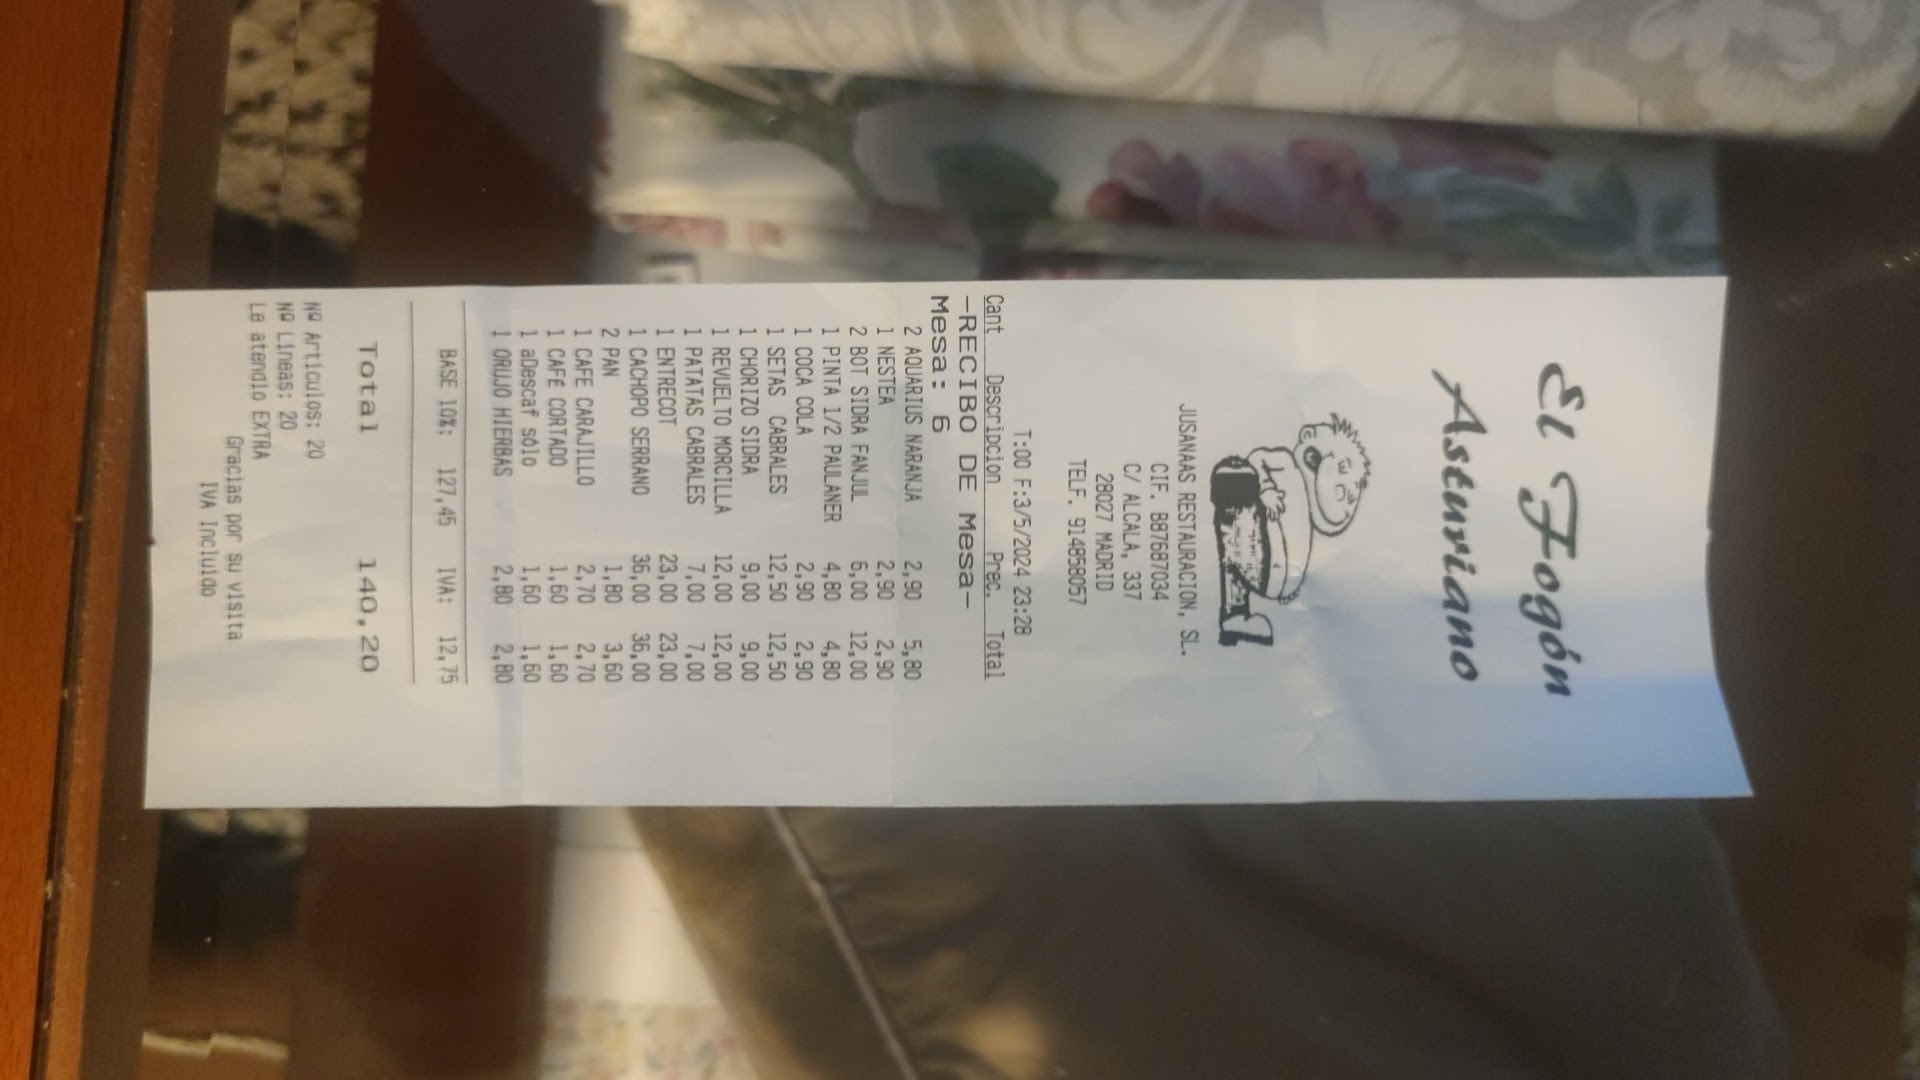 El Fogón
Asturiano
JUSANAAS RESTAURACION, SL.
CIF. B87687034
C/ ALCALA, 337
28027 MADRID
TELF. 914858057
T:00 F:3/5/2024 23:28
Cant Descripcion Prec. Total
-RECIBO DE Mesa-
Mesa: 6
2 AQUARIUS NARANJA 2,90 5,80
1 NESTEA 2,90 2,90
2 BOT SIDRA FANJUL 6,00 12,00
1 PINTA 1/2 PAULANER 4,80 4,80
1 COCA COLA 2,90 2,90
1 SETAS CABRALES 12,50 12,50
1 CHORIZO SIDRA 9,00 9,00
1 REVUELTO MORCILLA 12,00 12,00
1 PATATAS CABRALES 7,00 7,00
1 ENTRECOT 23,00 23,00
1 CACHOPO SERRANO 36,00 36,00
2 PAN 1,80 3,60
1 CAFE CARAJILLO 2,70 2,70
1 CAFÉ CORTADO 1,60 1,60
1 aDescaf sólo 1,60 1,60
1 ORUJO HIERBAS 2,80 2,80
BASE 10%: 127,45 IVA: 12,75
Total 140,20
Nº Articulos: 20
Nº Lineas: 20
Le atendio EXTRA
Gracias por su visita
IVA Incluido